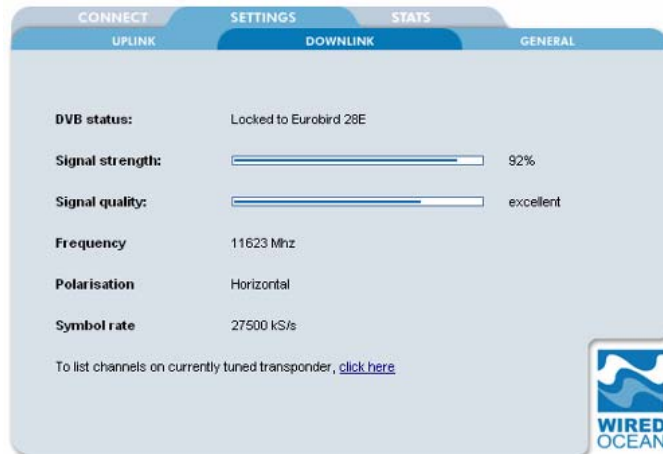 CONNECT SETTINGS STATS
UPLINK DOWNLINK GENERAL
DVB status: Locked to Eurobird 28E
Signal strength: 92%
Signal quality: excellent
Frequency 11623 Mhz
Polarisation Horizontal
Symbol rate 27500 kS/s
To list channels on currently tuned transponder, click here
WIRED
OCEAN